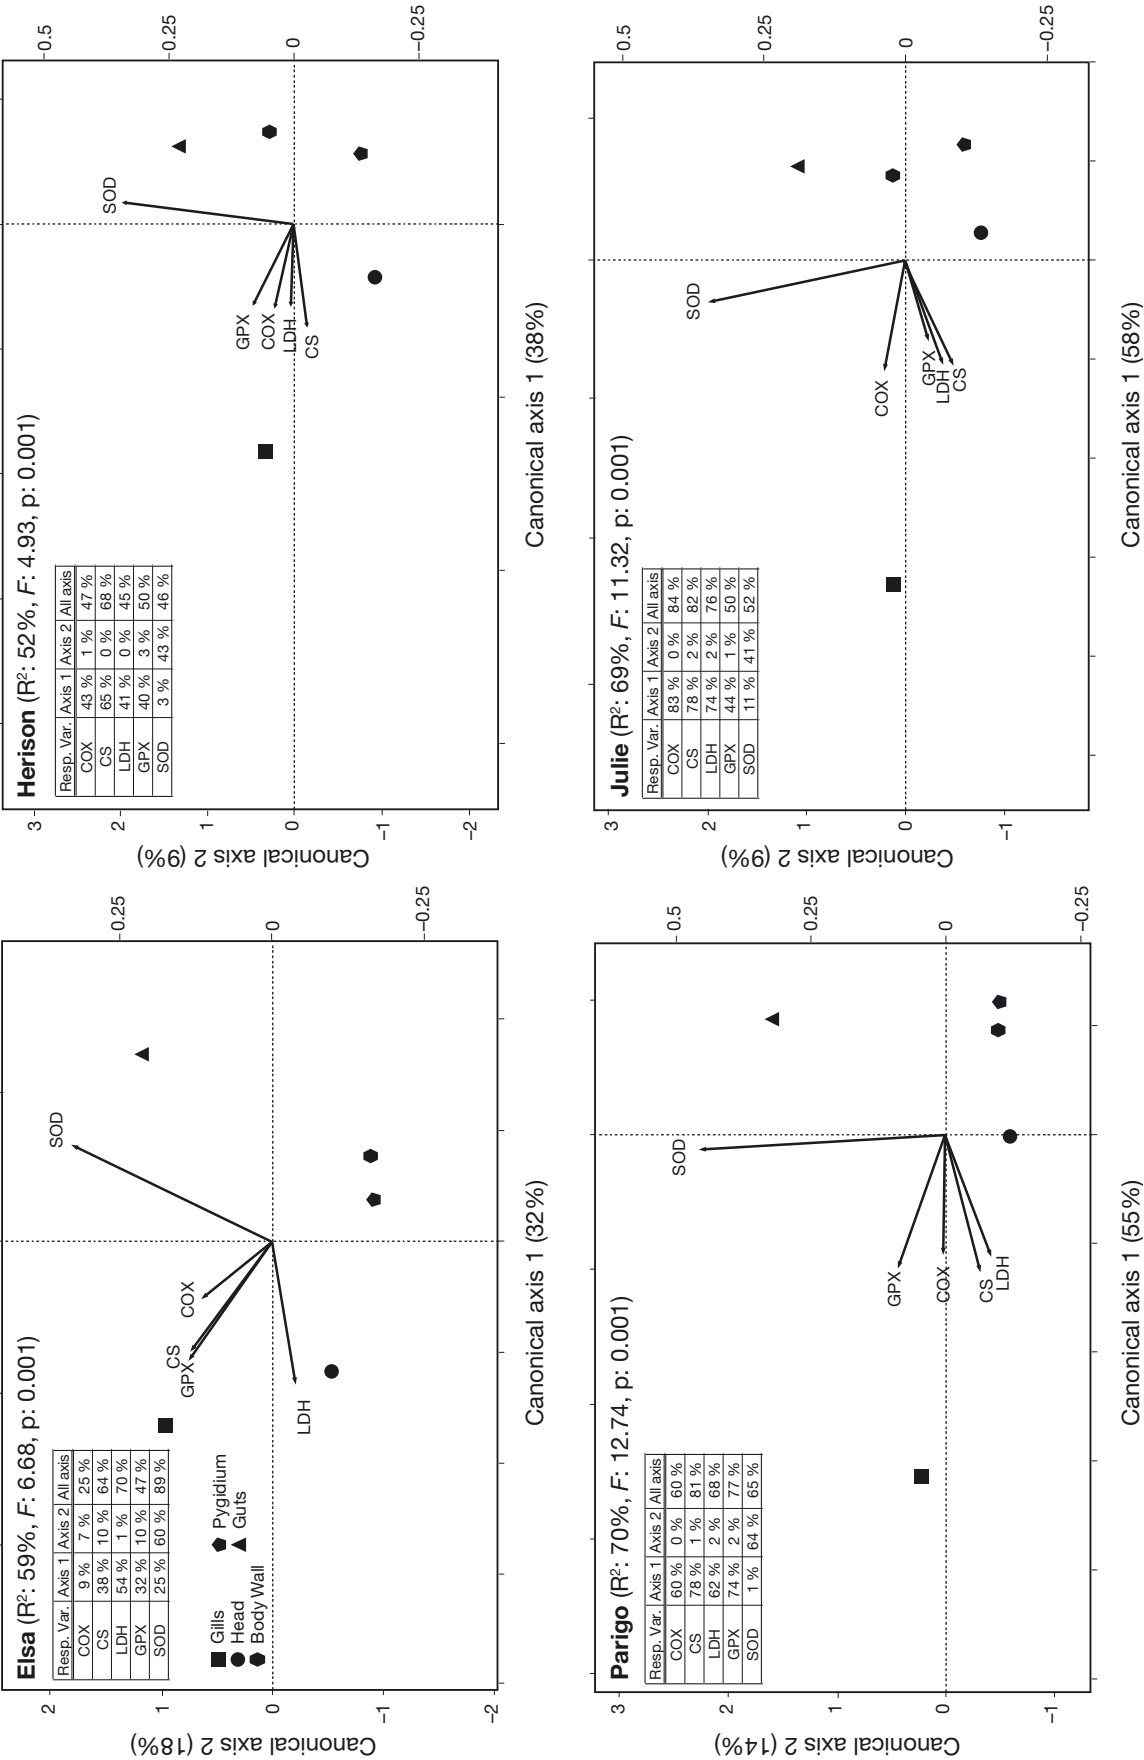 Elsa (R²: 59%, F: 6.68, p: 0.001)
Resp. Var. Axis 1 Axis 2 All axis
COX 9 % 7 % 25 %
CS 38 % 10 % 64 %
LDH 54 % 1 % 70 %
GPX 32 % 10 % 47 %
SOD 25 % 60 % 89 %
Gills
Head
Body Wall
Pygidium
Guts
SOD
COX
CS
GPX
LDH
2
1
0
–1
–2
0.25
0
–0.25
Canonical axis 2 (18%)
Canonical axis 1 (32%)
Herison (R²: 52%, F: 4.93, p: 0.001)
Resp. Var. Axis 1 Axis 2 All axis
COX 43 % 1 % 47 %
CS 65 % 0 % 68 %
LDH 41 % 0 % 45 %
GPX 40 % 3 % 50 %
SOD 3 % 43 % 46 %
SOD
GPX
COX
LDH
CS
3
2
1
0
–1
–2
0.5
0.25
0
–0.25
Canonical axis 2 (9%)
Canonical axis 1 (38%)
Parigo (R²: 70%, F: 12.74, p: 0.001)
Resp. Var. Axis 1 Axis 2 All axis
COX 60 % 0 % 60 %
CS 78 % 1 % 81 %
LDH 62 % 2 % 68 %
GPX 74 % 2 % 77 %
SOD 1 % 64 % 65 %
SOD
GPX
COX
CS
LDH
3
2
1
0
–1
0.5
0.25
0
–0.25
Canonical axis 2 (14%)
Canonical axis 1 (55%)
Julie (R²: 69%, F: 11.32, p: 0.001)
Resp. Var. Axis 1 Axis 2 All axis
COX 83 % 0 % 84 %
CS 78 % 2 % 82 %
LDH 74 % 2 % 76 %
GPX 44 % 1 % 50 %
SOD 11 % 41 % 52 %
SOD
COX
GPX
LDH
CS
3
2
1
0
–1
0.5
0.25
0
–0.25
Canonical axis 2 (9%)
Canonical axis 1 (58%)